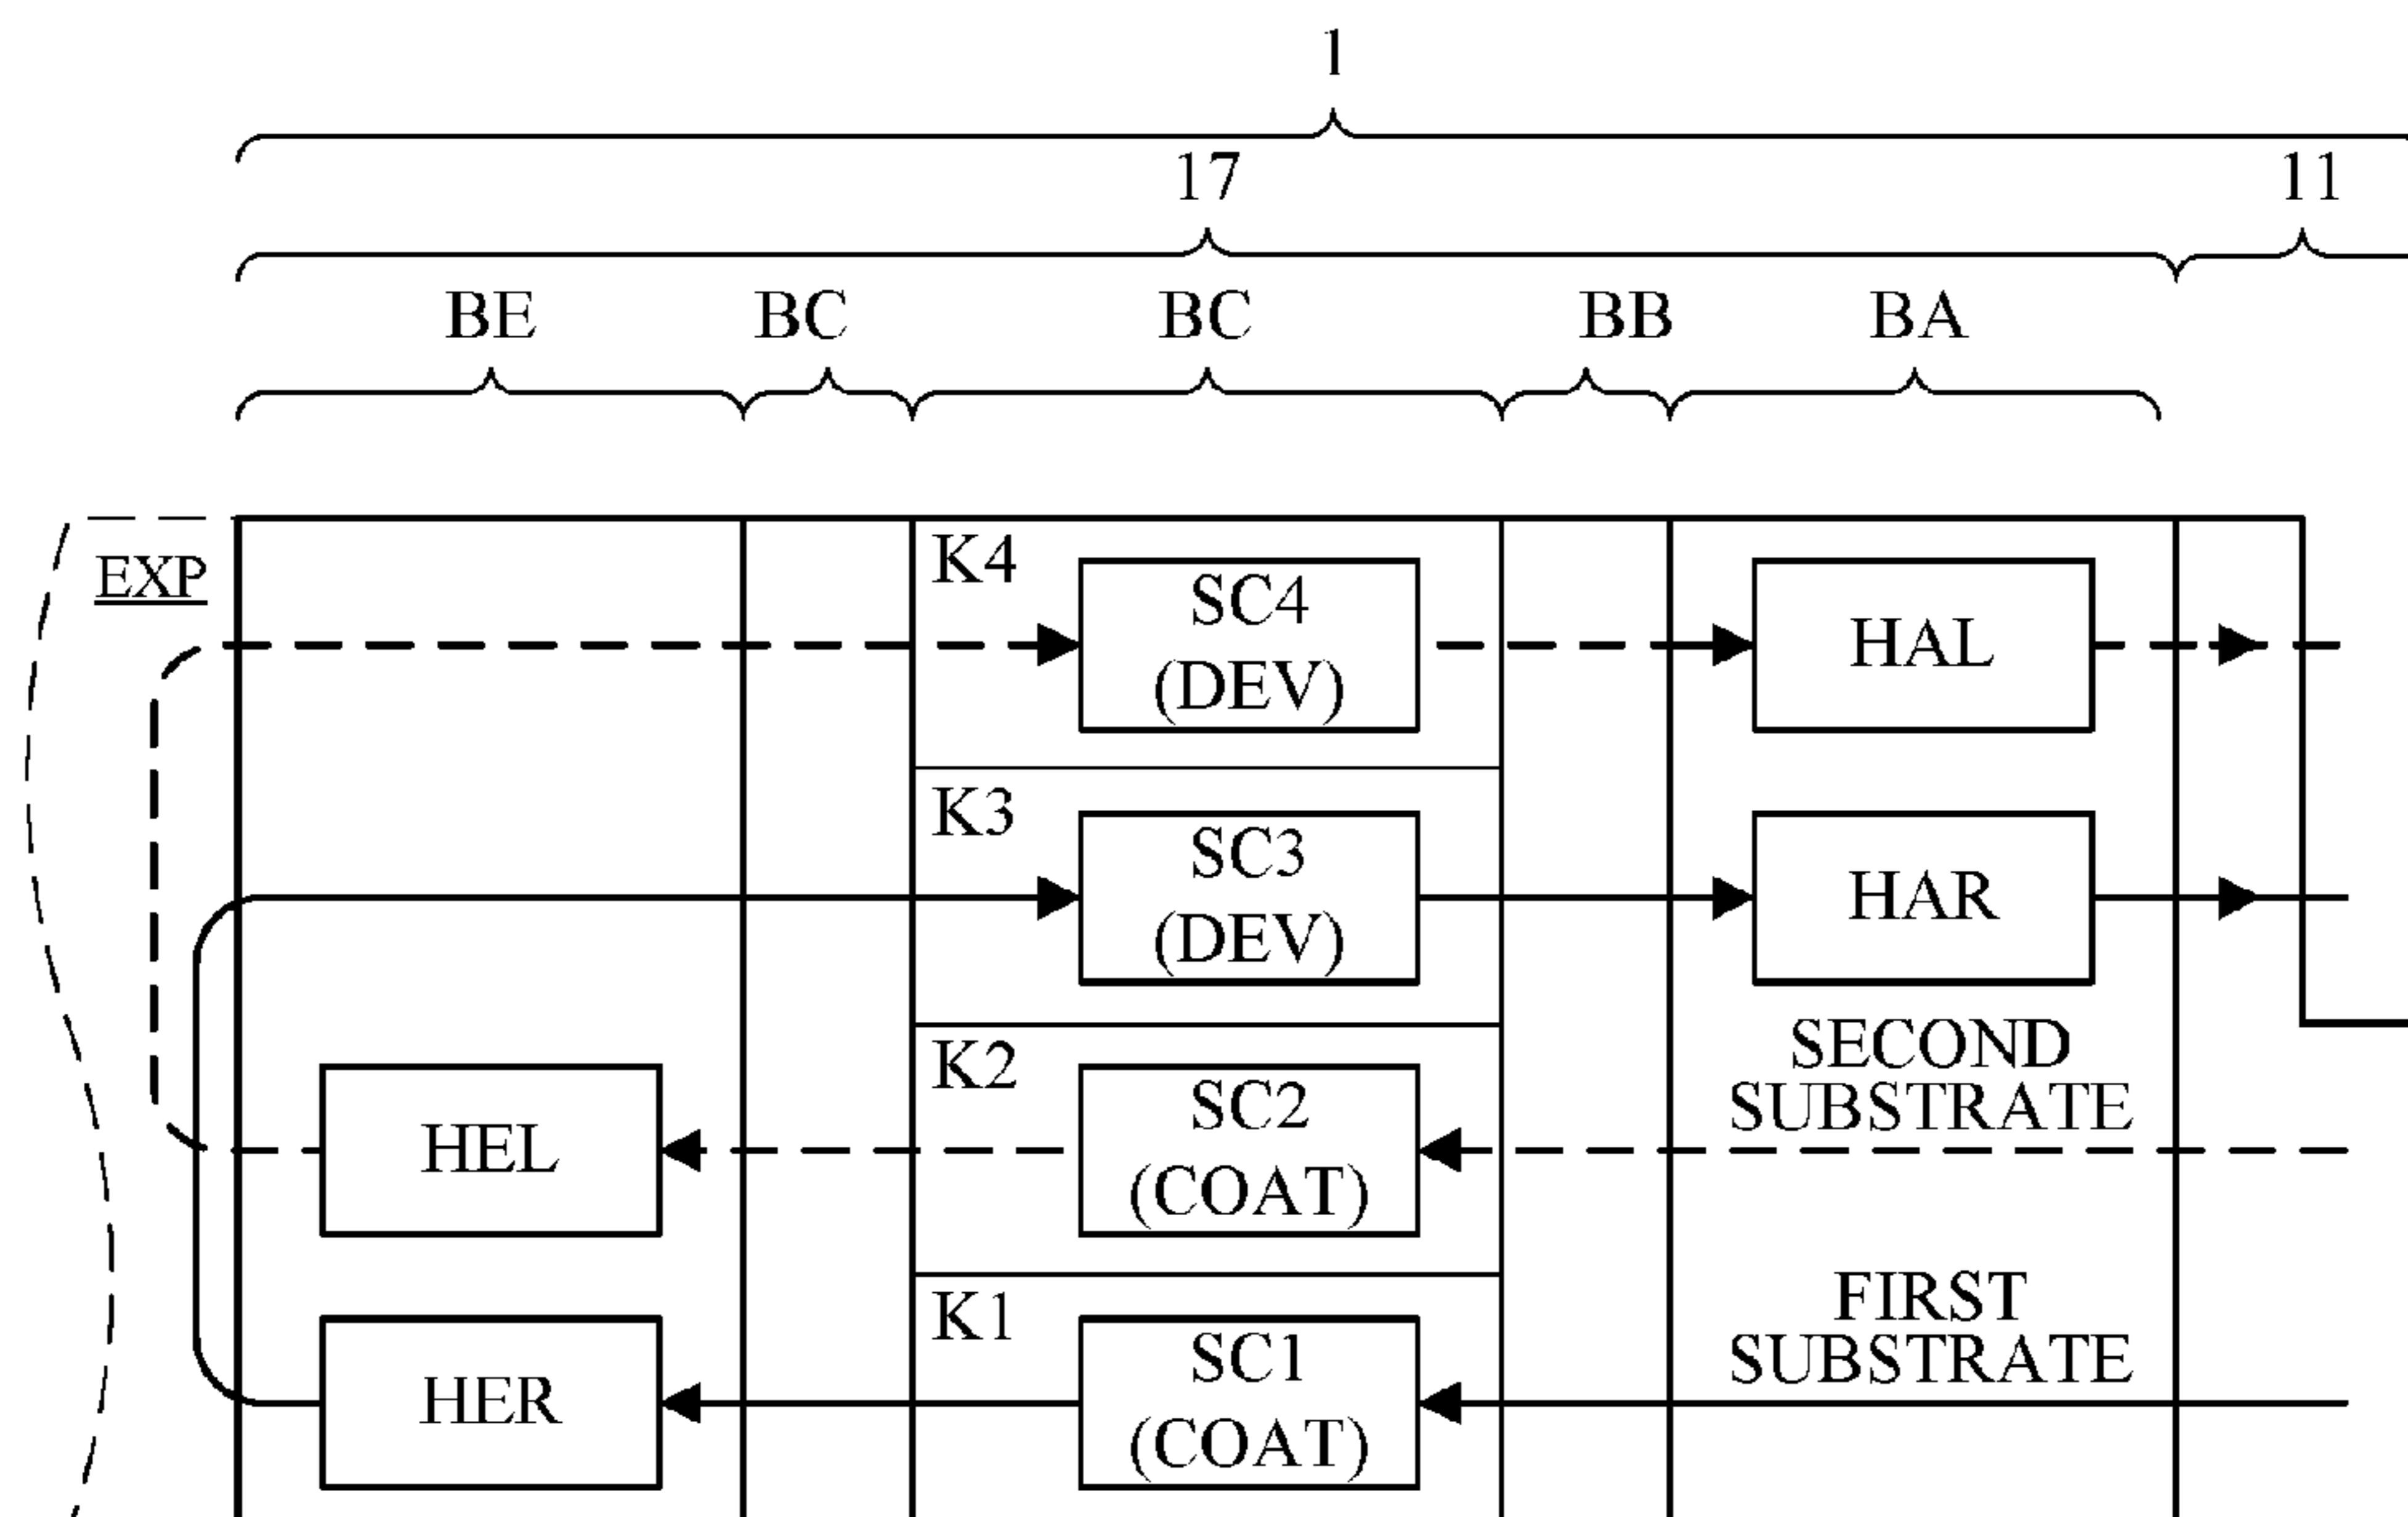 1
17
11
BE
BC
BC
BB
BA
EXP
K4
SC4
(DEV)
HAL
K3
SC3
(DEV)
HAR
K2
SC2
(COAT)
HEL
SECOND
SUBSTRATE
K1
SC1
(COAT)
HER
FIRST
SUBSTRATE